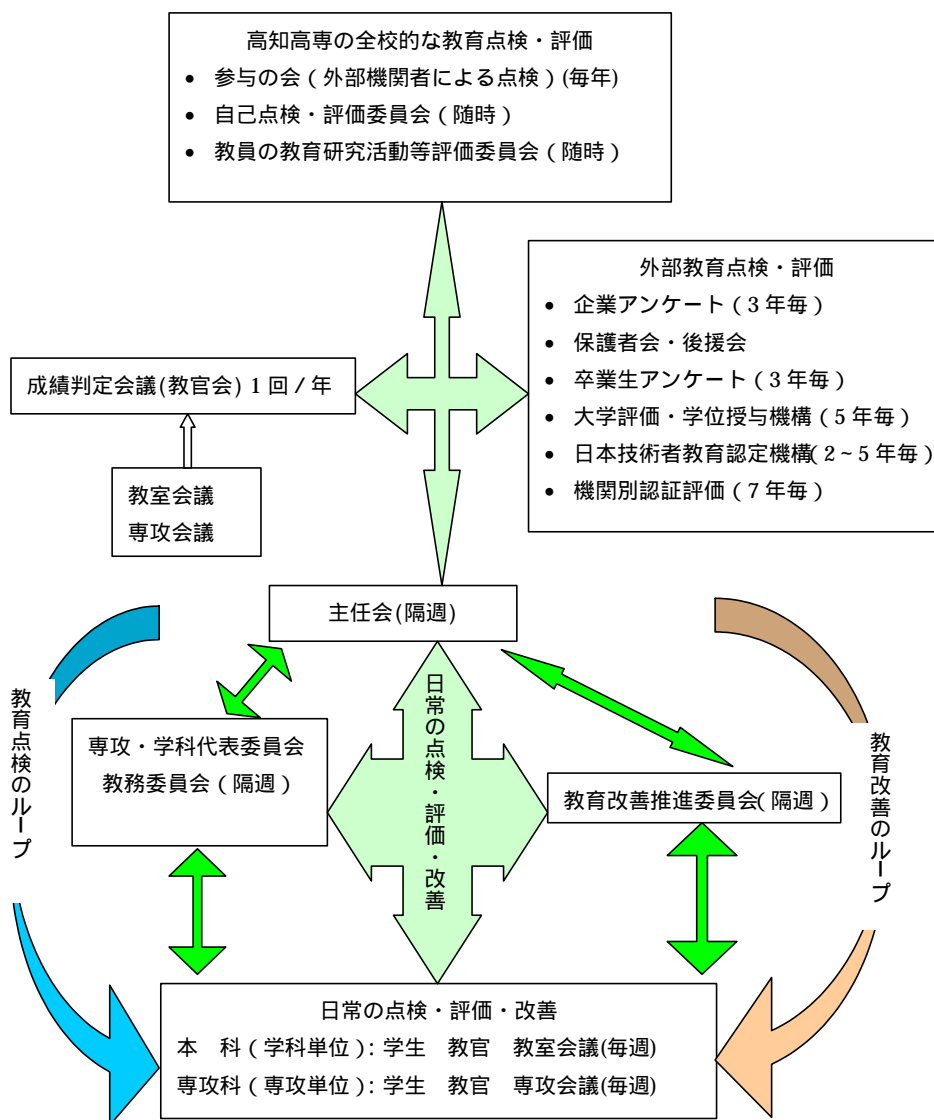 高知高専の全校的な教育点検・評価
• 参与の会（外部機関者による点検）(毎年)
• 自己点検・評価委員会（随時）
• 教員の教育研究活動等評価委員会（随時）
外部教育点検・評価
• 企業アンケート（3年毎）
• 保護者会・後援会
• 卒業生アンケート（3年毎）
• 大学評価・学位授与機構（5年毎）
• 日本技術者教育認定機構(2~5年毎）
• 機関別認証評価（7年毎）
成績判定会議(教官会) 1回／年
教室会議
専攻会議
主任会(隔週)
教育点検のループ
専攻・学科代表委員会
教務委員会（隔週）
日常の点検・評価・改善
教育改善推進委員会(隔週）
教育改善のループ
日常の点検・評価・改善
本　科（学科単位）: 学生　教官　教室会議(毎週)
専攻科（専攻単位）: 学生　教官　専攻会議(毎週)